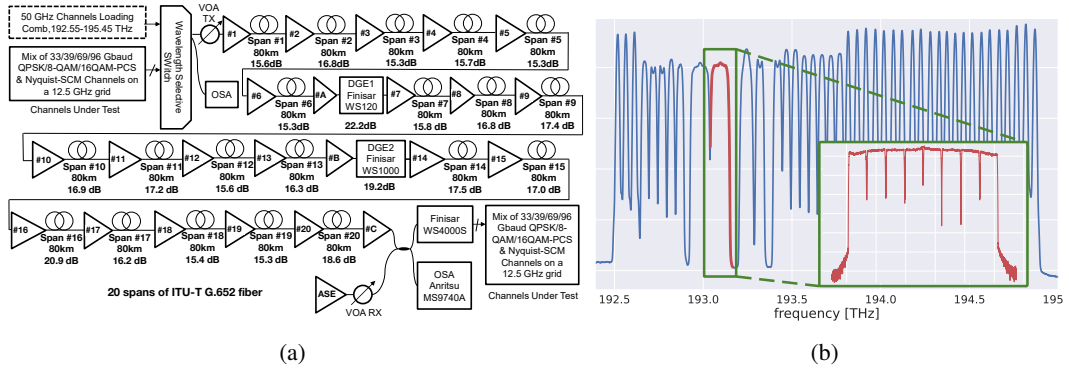 50 GHz Channels Loading
Comb,192.55-195.45 THz
Mix of 33/39/69/96 Gbaud
QPSK/8-QAM/16QAM-PCS
& Nyquist-SCM Channels on
a 12.5 GHz grid
Channels Under Test
Wavelength Selective
SWitch
VOA
TX
OSA
#1
Span #1
80km
15.6dB
#2
Span #2
80km
16.8dB
#3
Span #3
80km
15.3dB
#4
Span #4
80km
15.7dB
#5
Span #5
80km
15.3dB
#6
Span #6
80km
15.3dB
#A
DGE1
Finisar
WS120
22.2dB
#7
Span #7
80km
15.8 dB
#8
Span #8
80km
16.8 dB
#9
Span #9
80km
17.4 dB
#10
Span #10
80km
16.9 dB
#11
Span #11
80km
17.2 dB
#12
Span #12
80km
15.6 dB
#13
Span #13
80km
16.3 dB
#B
DGE2
Finisar
WS1000
19.2dB
#14
Span #14
80km
17.5 dB
#15
Span #15
80km
17.0 dB
#16
Span #16
80km
20.9 dB
#17
Span #17
80km
16.2 dB
#18
Span #18
80km
15.4 dB
#19
Span #19
80km
15.3 dB
#20
Span #20
80km
18.6 dB
#C
Finisar
WS4000S
Mix of 33/39/69/96
Gbaud QPSK/8-
QAM/16QAM-PCS
& Nyquist-SCM
Channels on a
12.5 GHz grid
Channels Under Test
OSA
Anritsu
MS9740A
ASE
VOA RX
20 spans of ITU-T G.652 fiber
(a)
192.5 193.0 193.5 194.0 194.5 195
frequency [THz]
(b)